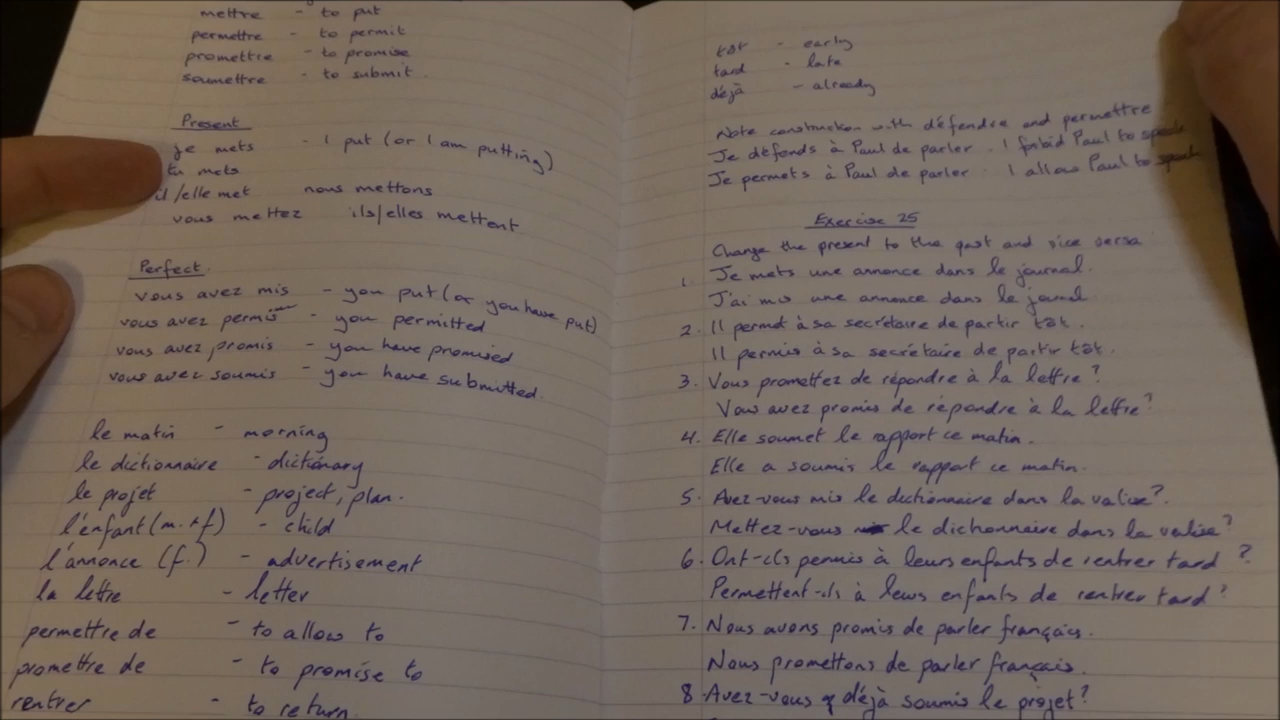 mettre - to put
permettre - to permit
promettre - to promise
soumettre - to submit.
Present
je mets - I put (or I am putting)
tu mets
il/elle met nous mettons
vous mettez ils/elles mettent
Perfect.
vous avez mis - you put (or you have put)
vous avez permis - you permitted
vous avez promis - you have promised
vous avez soumis - you have submitted.
le matin - morning
le dictionnaire - dictionary
le projet - project, plan.
l'enfant (m. + f) - child
l'annonce (f.) - advertisement
la lettre - letter
permettre de - to allow to
promettre de - to promise to
rentrer - to return.
tôt - early
tard - late
déjà - already
Note construction with défendre and permettre
Je défends à Paul de parler. I forbid Paul to speak
Je permets à Paul de parler. I allow Paul to speak
Exercise 25
Change the present to the past and vice versa
1. Je mets une annonce dans le journal.
J'ai mis une annonce dans le journal.
2. Il permet à sa secrétaire de partir tôt.
Il permis à sa secrétaire de partir tôt.
3. Vous promettez de répondre à la lettre?
Vous avez promis de répondre à la lettre?
4. Elle soumet le rapport ce matin.
Elle a soumis le rapport ce matin.
5. Avez-vous mis le dictionnaire dans la valise?
Mettez-vous le dictionnaire dans la valise?
6. Ont-ils permis à leurs enfants de rentrer tard?
Permettent-ils à leurs enfants de rentrer tard?
7. Nous avons promis de parler français.
Nous promettons de parler français.
8. Avez-vous déjà soumis le projet?